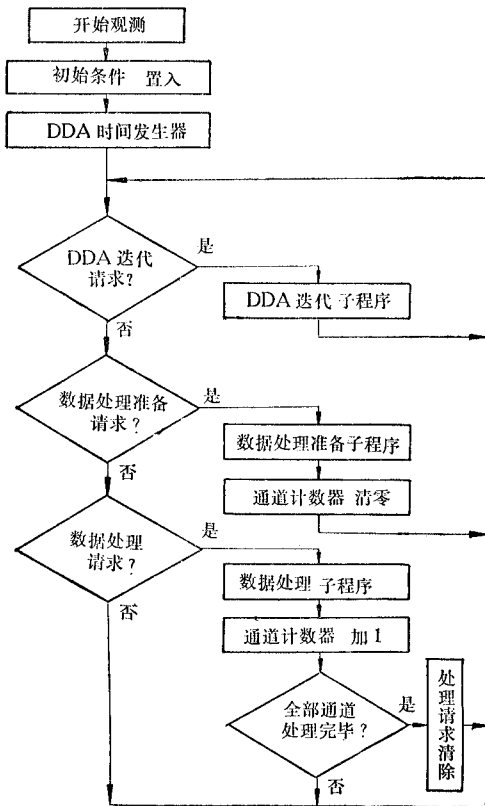 开始观测
初始条件 置入
DDA 时间发生器
DDA 迭代
请求?
是
DDA 迭代 子程序
否
数据处理准备
请求?
是
数据处理准备子程序
通道计数器 清零
否
数据处理
请求?
是
数据处理 子程序
通道计数器 加1
否
全部通道
处理完毕?
是
处理请求清除
否